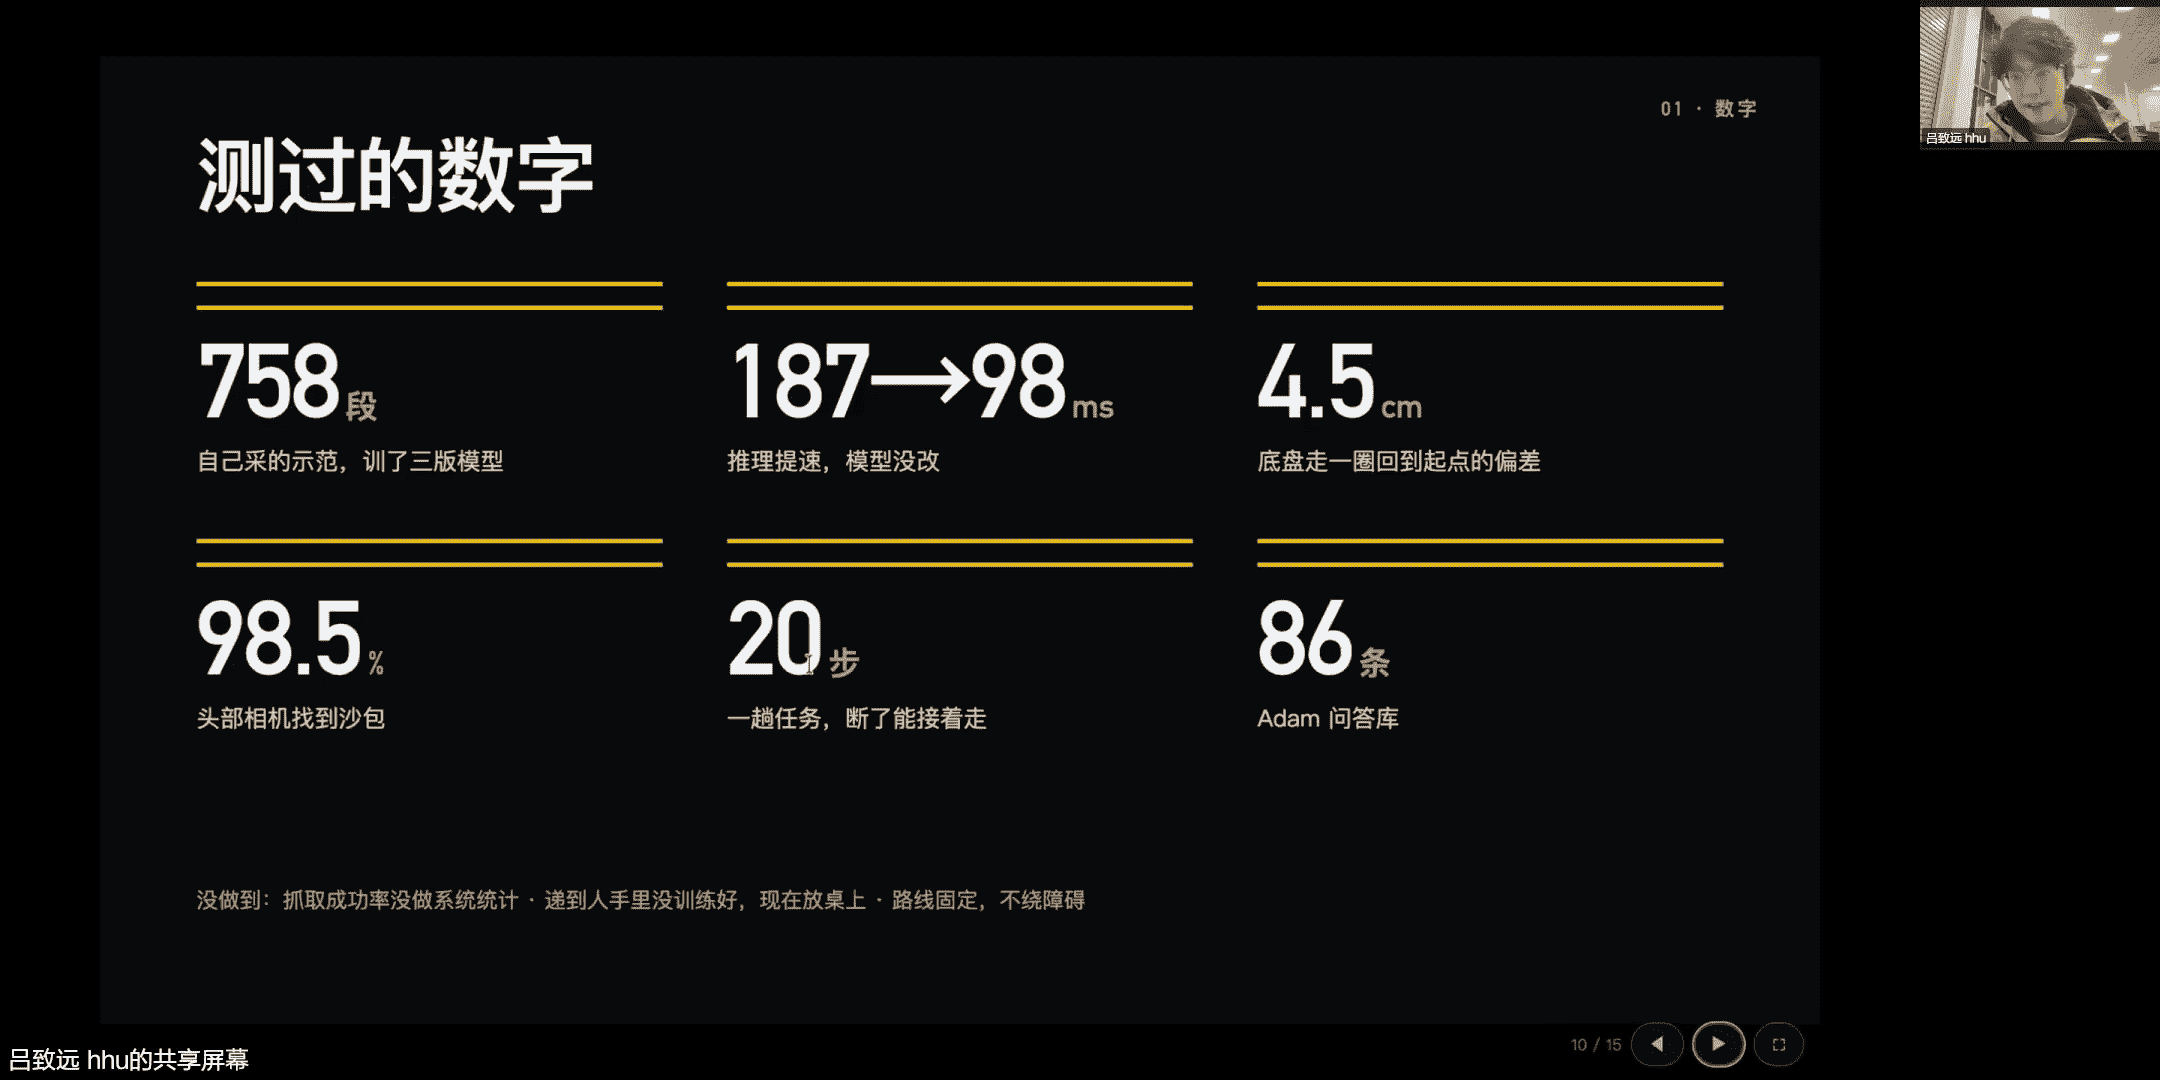 01 · 数字
吕致远 hhu
测过的数字
758段
自己采的示范，训了三版模型
187→98ms
推理提速，模型没改
4.5cm
底盘走一圈回到起点的偏差
98.5%
头部相机找到沙包
20步
一趟任务，断了能接着走
86条
Adam 问答库
没做到：抓取成功率没做系统统计 · 递到人手里没训练好，现在放桌上 · 路线固定，不绕障碍
10 / 15
吕致远 hhu的共享屏幕